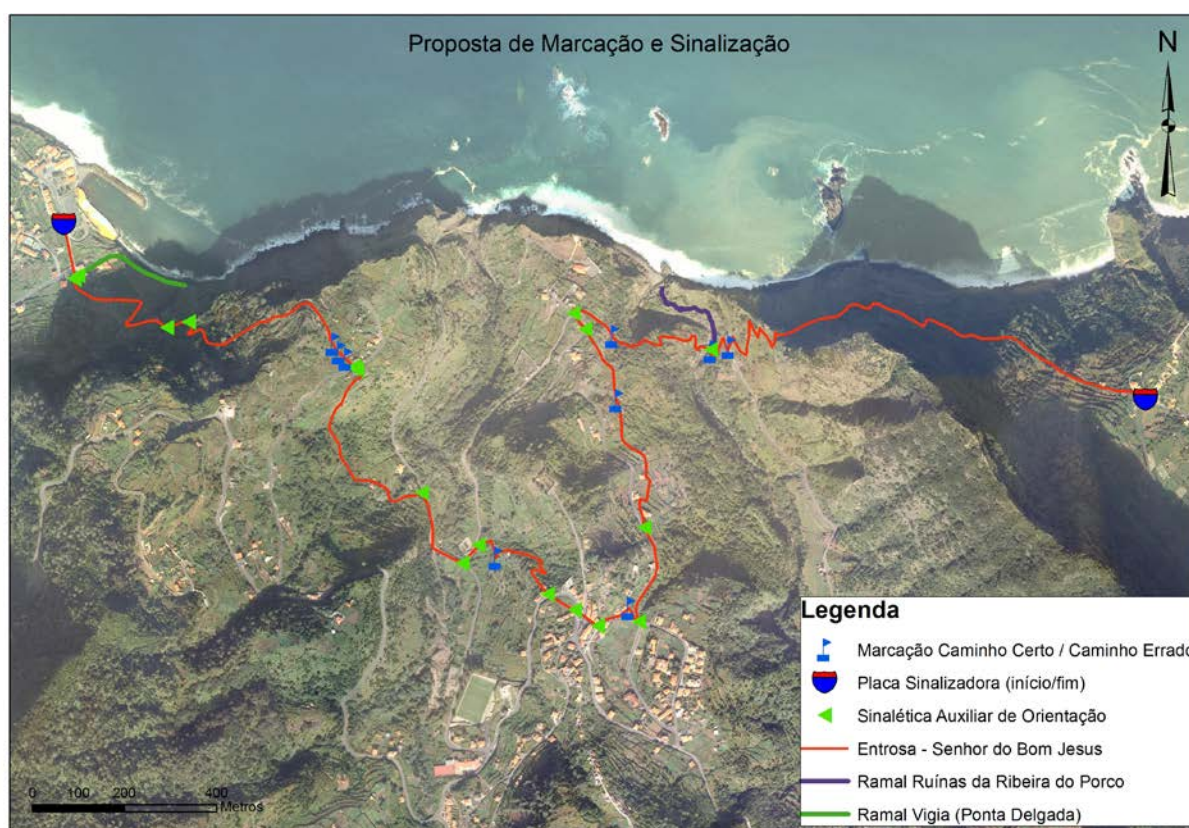 Proposta de Marcação e Sinalização
N
Legenda
Marcação Caminho Certo / Caminho Errado
Placa Sinalizadora (início/fim)
Sinalética Auxiliar de Orientação
Entrosa - Senhor do Bom Jesus
Ramal Ruínas da Ribeira do Porco
Ramal Vigia (Ponta Delgada)
0 100 200 400
Metros